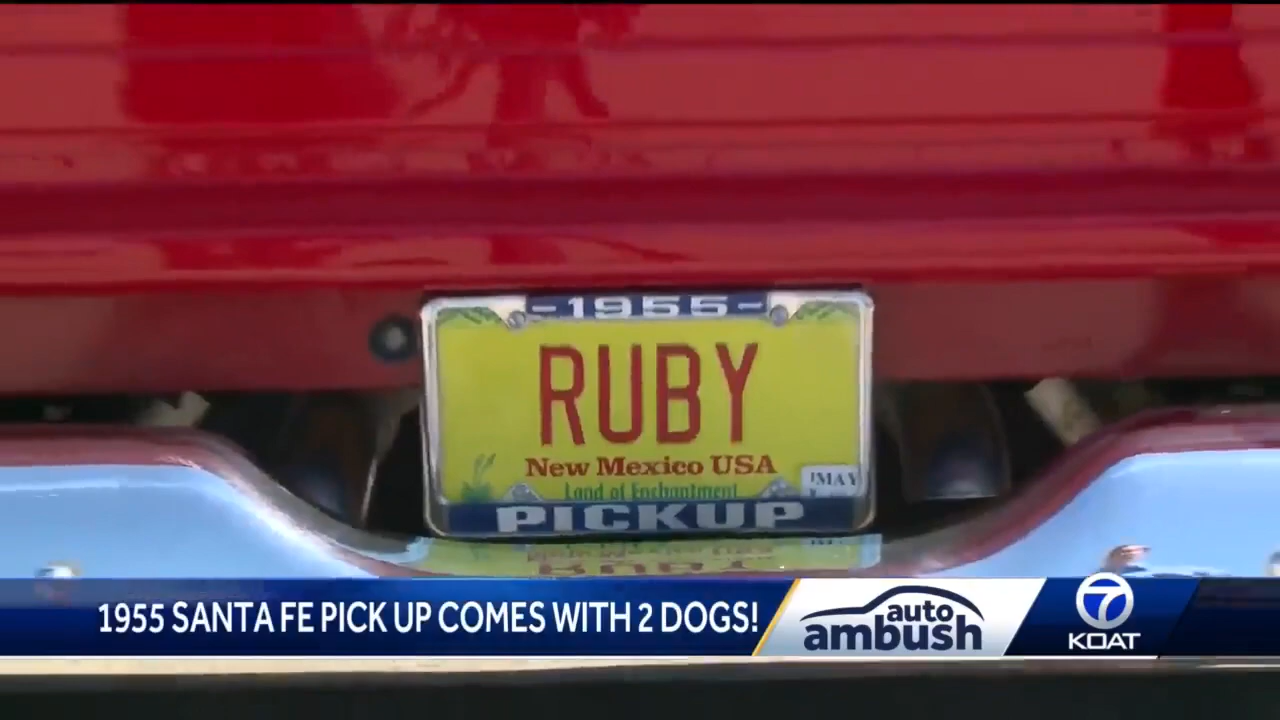 -1955-
RUBY
New Mexico USA
MAY
Land of Enchantment
PICKUP
1955 SANTA FE PICK UP COMES WITH 2 DOGS!
auto
ambush
7
KOAT